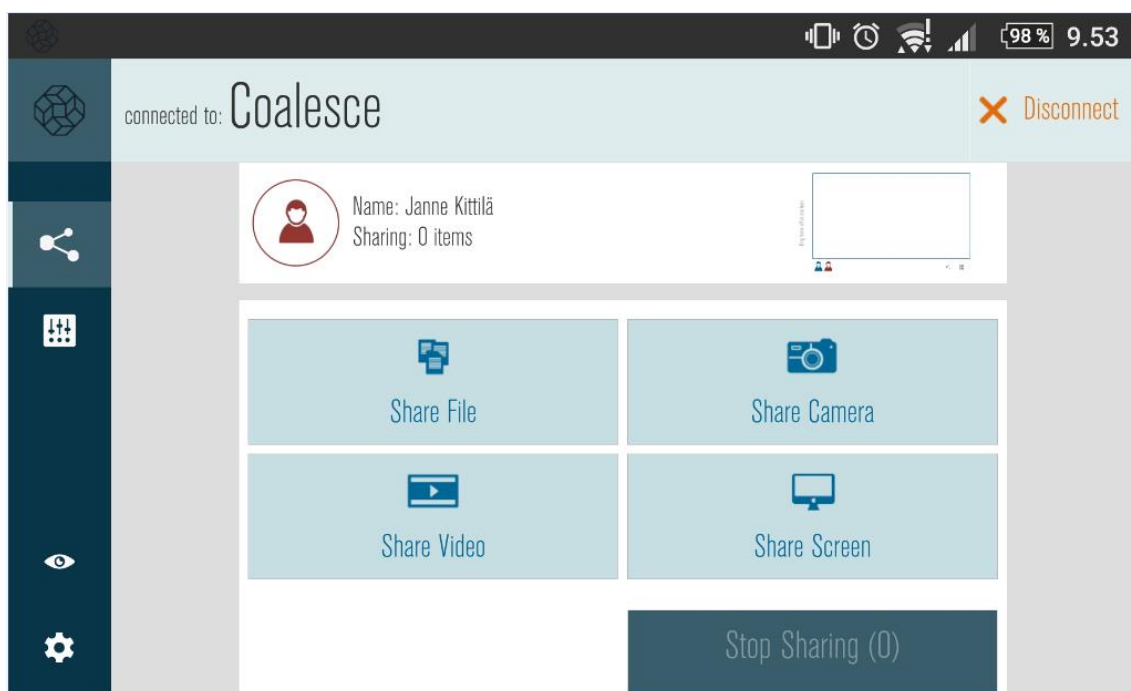 98 % 9.53
connected to: Coalesce
Disconnect
Name: Janne Kittilä
Sharing: 0 items
Share File
Share Camera
Share Video
Share Screen
Stop Sharing (0)